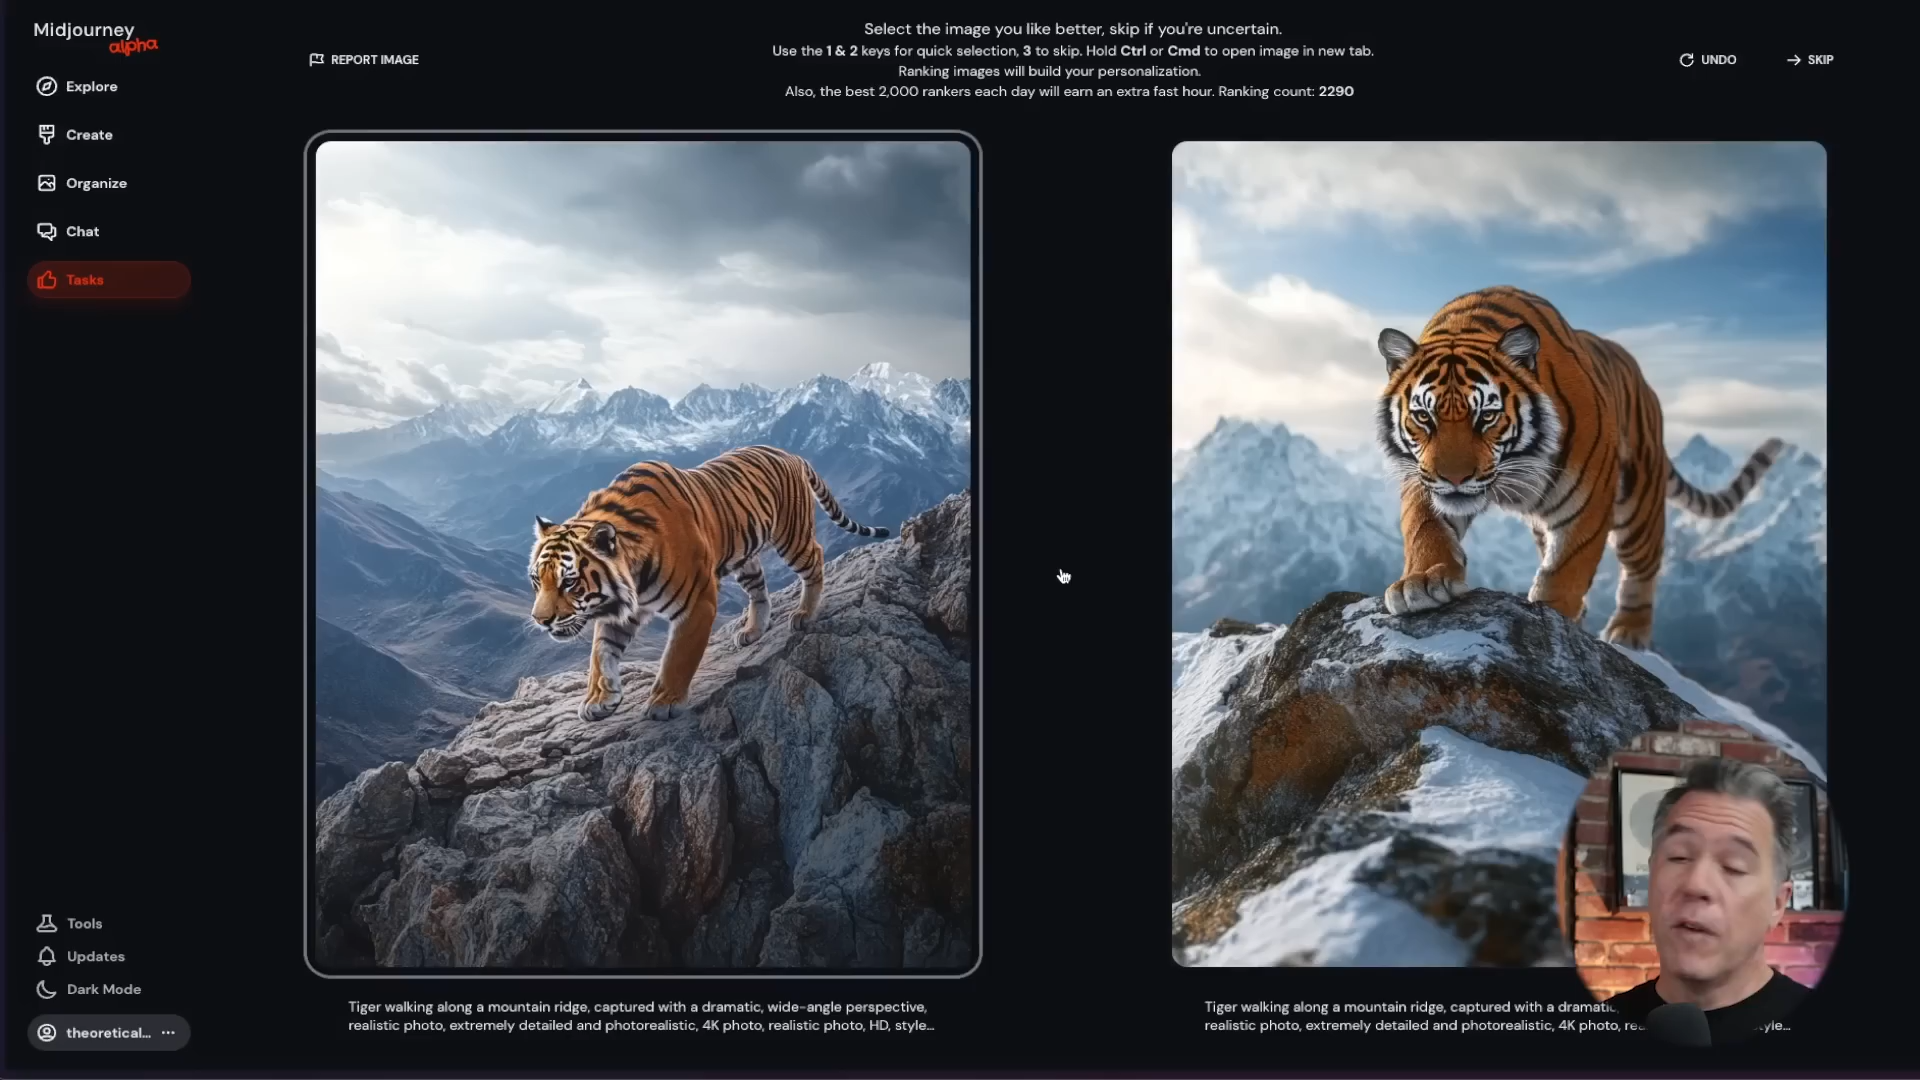 Midjourney
alpha
Explore
Create
Organize
Chat
Tasks
REPORT IMAGE
Select the image you like better, skip if you're uncertain.
Use the 1 & 2 keys for quick selection, 3 to skip. Hold Ctrl or Cmd to open image in new tab.
Ranking images will build your personalization.
Also, the best 2,000 rankers each day will earn an extra fast hour. Ranking count: 2290
UNDO
SKIP
Tiger walking along a mountain ridge, captured with a dramatic, wide-angle perspective,
realistic photo, extremely detailed and photorealistic, 4K photo, realistic photo, HD, style...
Tiger walking along a mountain ridge, captured with a dramatic,
realistic photo, extremely detailed and photorealistic, 4K photo,
Tools
Updates
Dark Mode
theoretical...